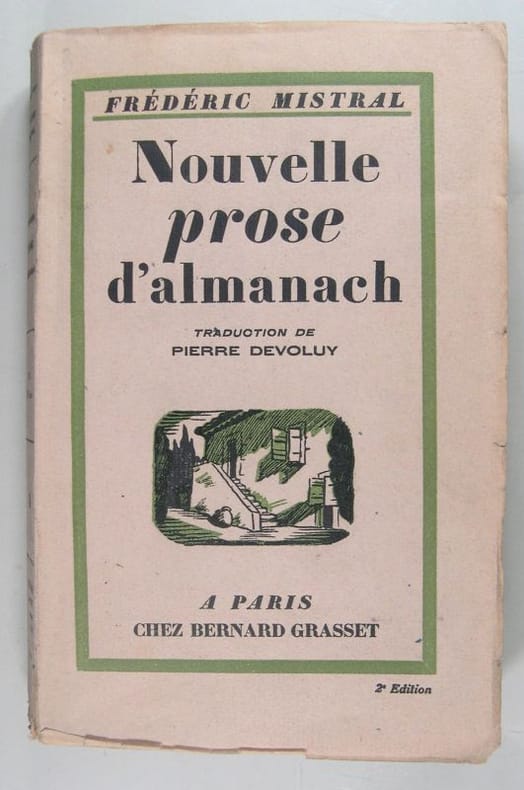 FRÉDÉRIC MISTRAL
Nouvelle
prose
d'almanach
TRADUCTION DE
PIERRE DEVOLUY
A PARIS
CHEZ BERNARD GRASSET
2e Edition